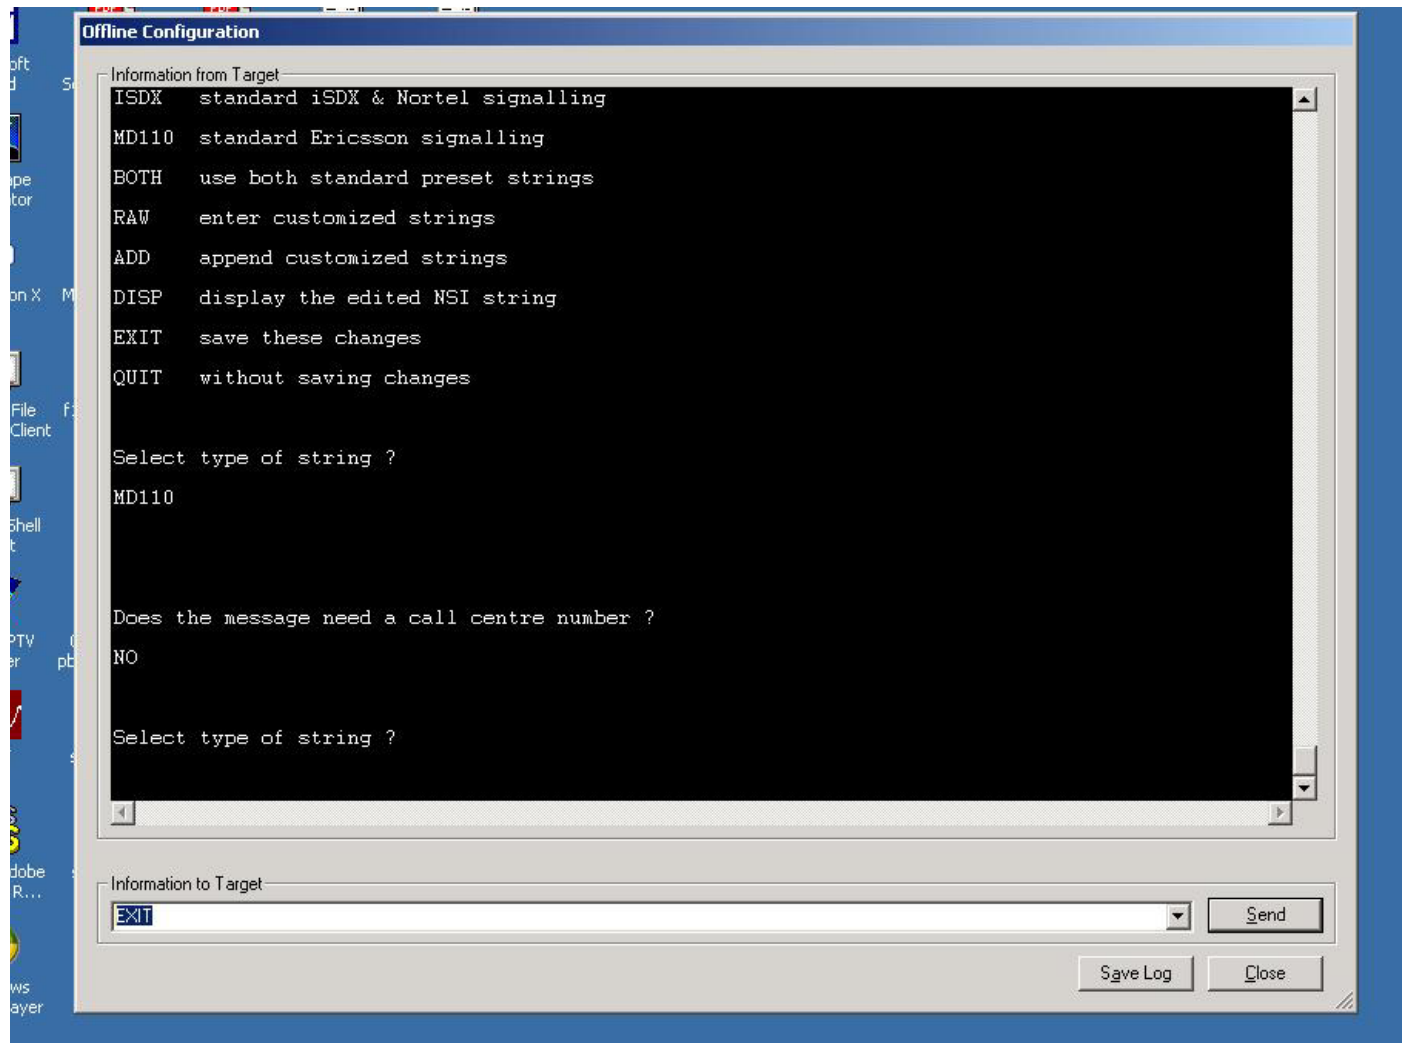 Offline Configuration
Information from Target
ISDX standard iSDX & Nortel signalling
MD110 standard Ericsson signalling
BOTH use both standard preset strings
RAW enter customized strings
ADD append customized strings
DISP display the edited NSI string
EXIT save these changes
QUIT without saving changes
Select type of string ?
MD110
Does the message need a call centre number ?
NO
Select type of string ?
Information to Target
EXIT
Send
Save Log
Close
File
Client